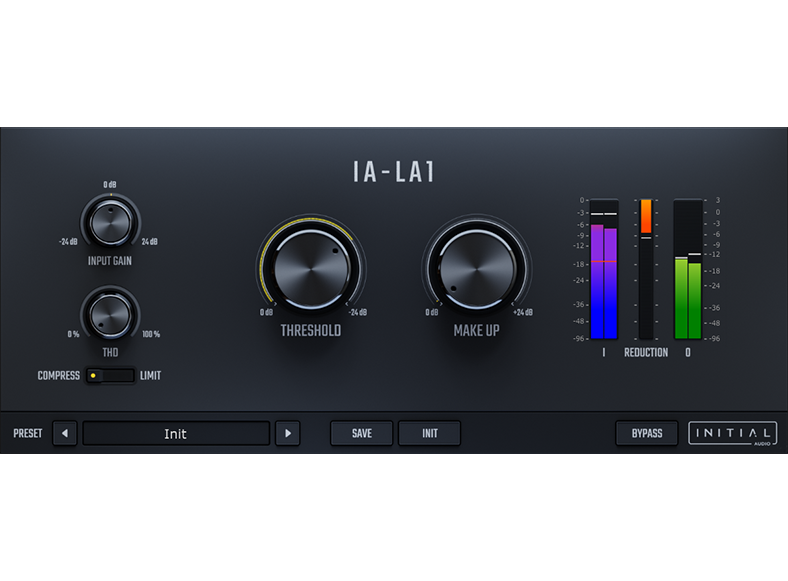 IA-LA1
0 dB
-24 dB
24 dB
INPUT GAIN
0 %
100 %
THD
COMPRESS
LIMIT
0 dB
-24 dB
THRESHOLD
0 dB
+24 dB
MAKE UP
0
-3
-6
-9
-12
-18
-24
-36
-48
-96
I
REDUCTION
3
0
-3
-6
-9
-12
-18
-24
-36
-48
-96
O
PRESET
Init
SAVE
INIT
BYPASS
INITIAL
AUDIO